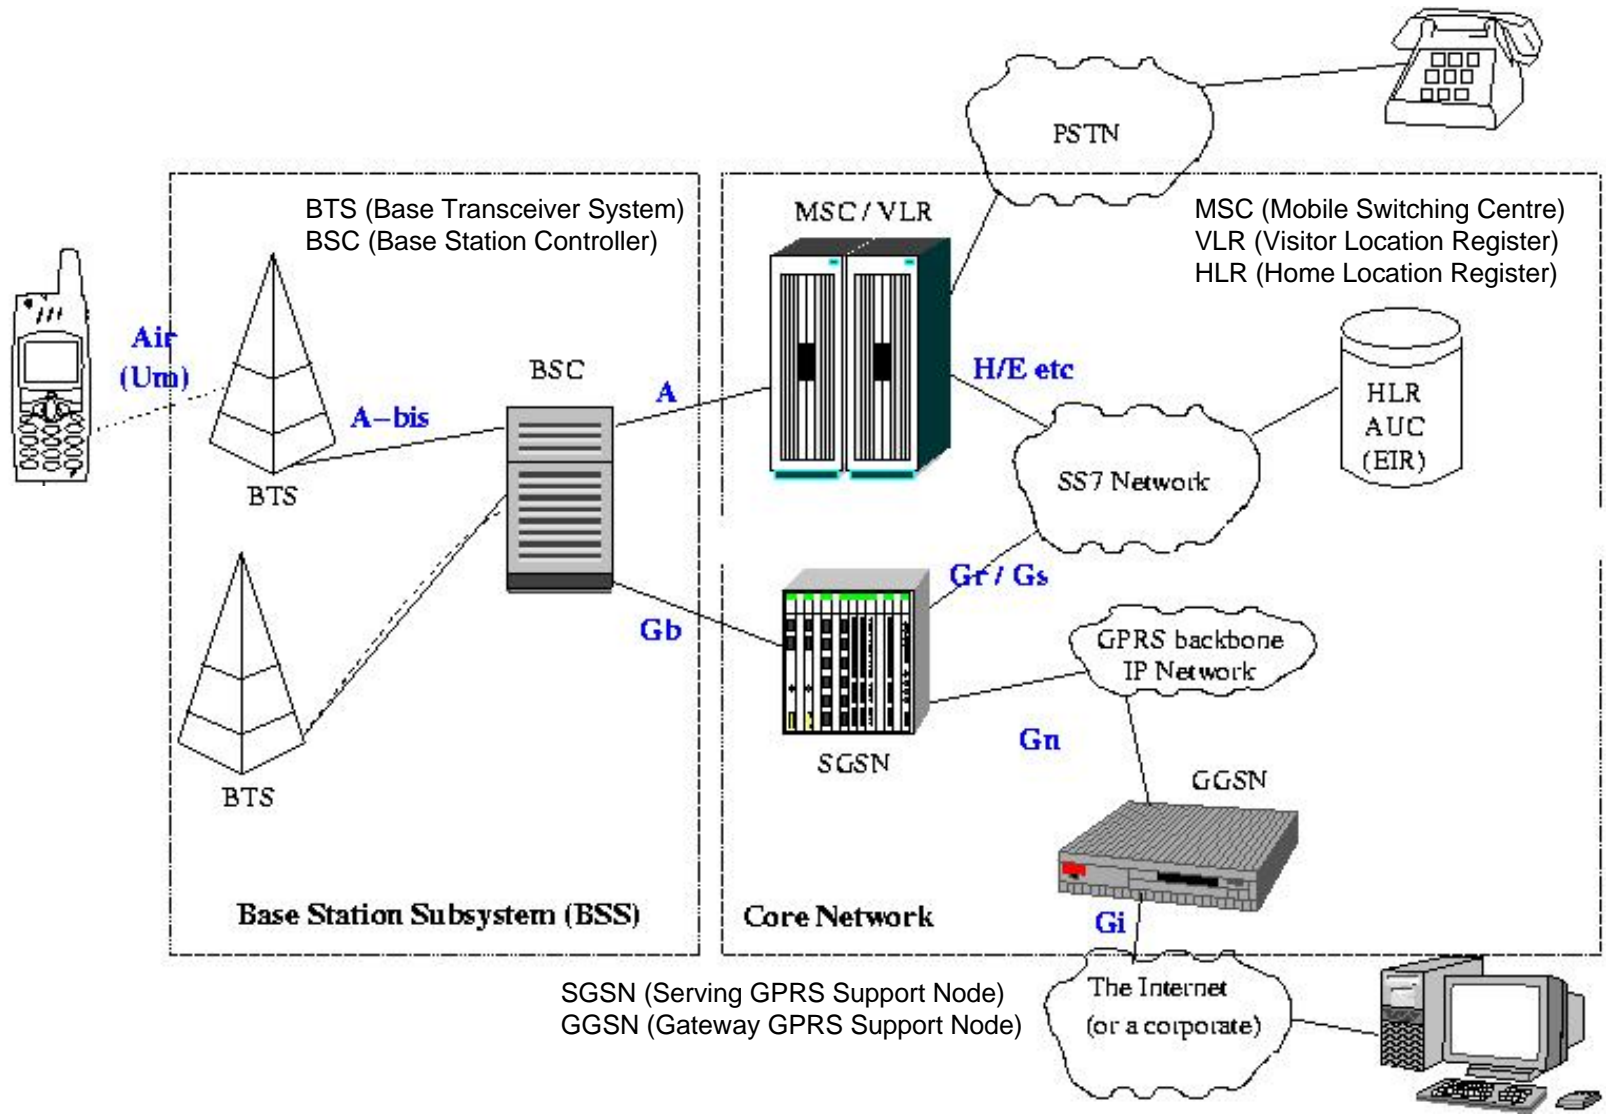 PSTN
BTS (Base Transceiver System)
BSC (Base Station Controller)
MSC / VLR
MSC (Mobile Switching Centre)
VLR (Visitor Location Register)
HLR (Home Location Register)
Air
(Um)
BSC
A
H/E etc
HLR
AUC
(EIR)
A-bis
BTS
SS7 Network
Gr / Gs
Gb
GPRS backbone
IP Network
Gn
SGSN
GGSN
BTS
Base Station Subsystem (BSS)
Core Network
Gi
SGSN (Serving GPRS Support Node)
GGSN (Gateway GPRS Support Node)
The Internet
(or a corporate)